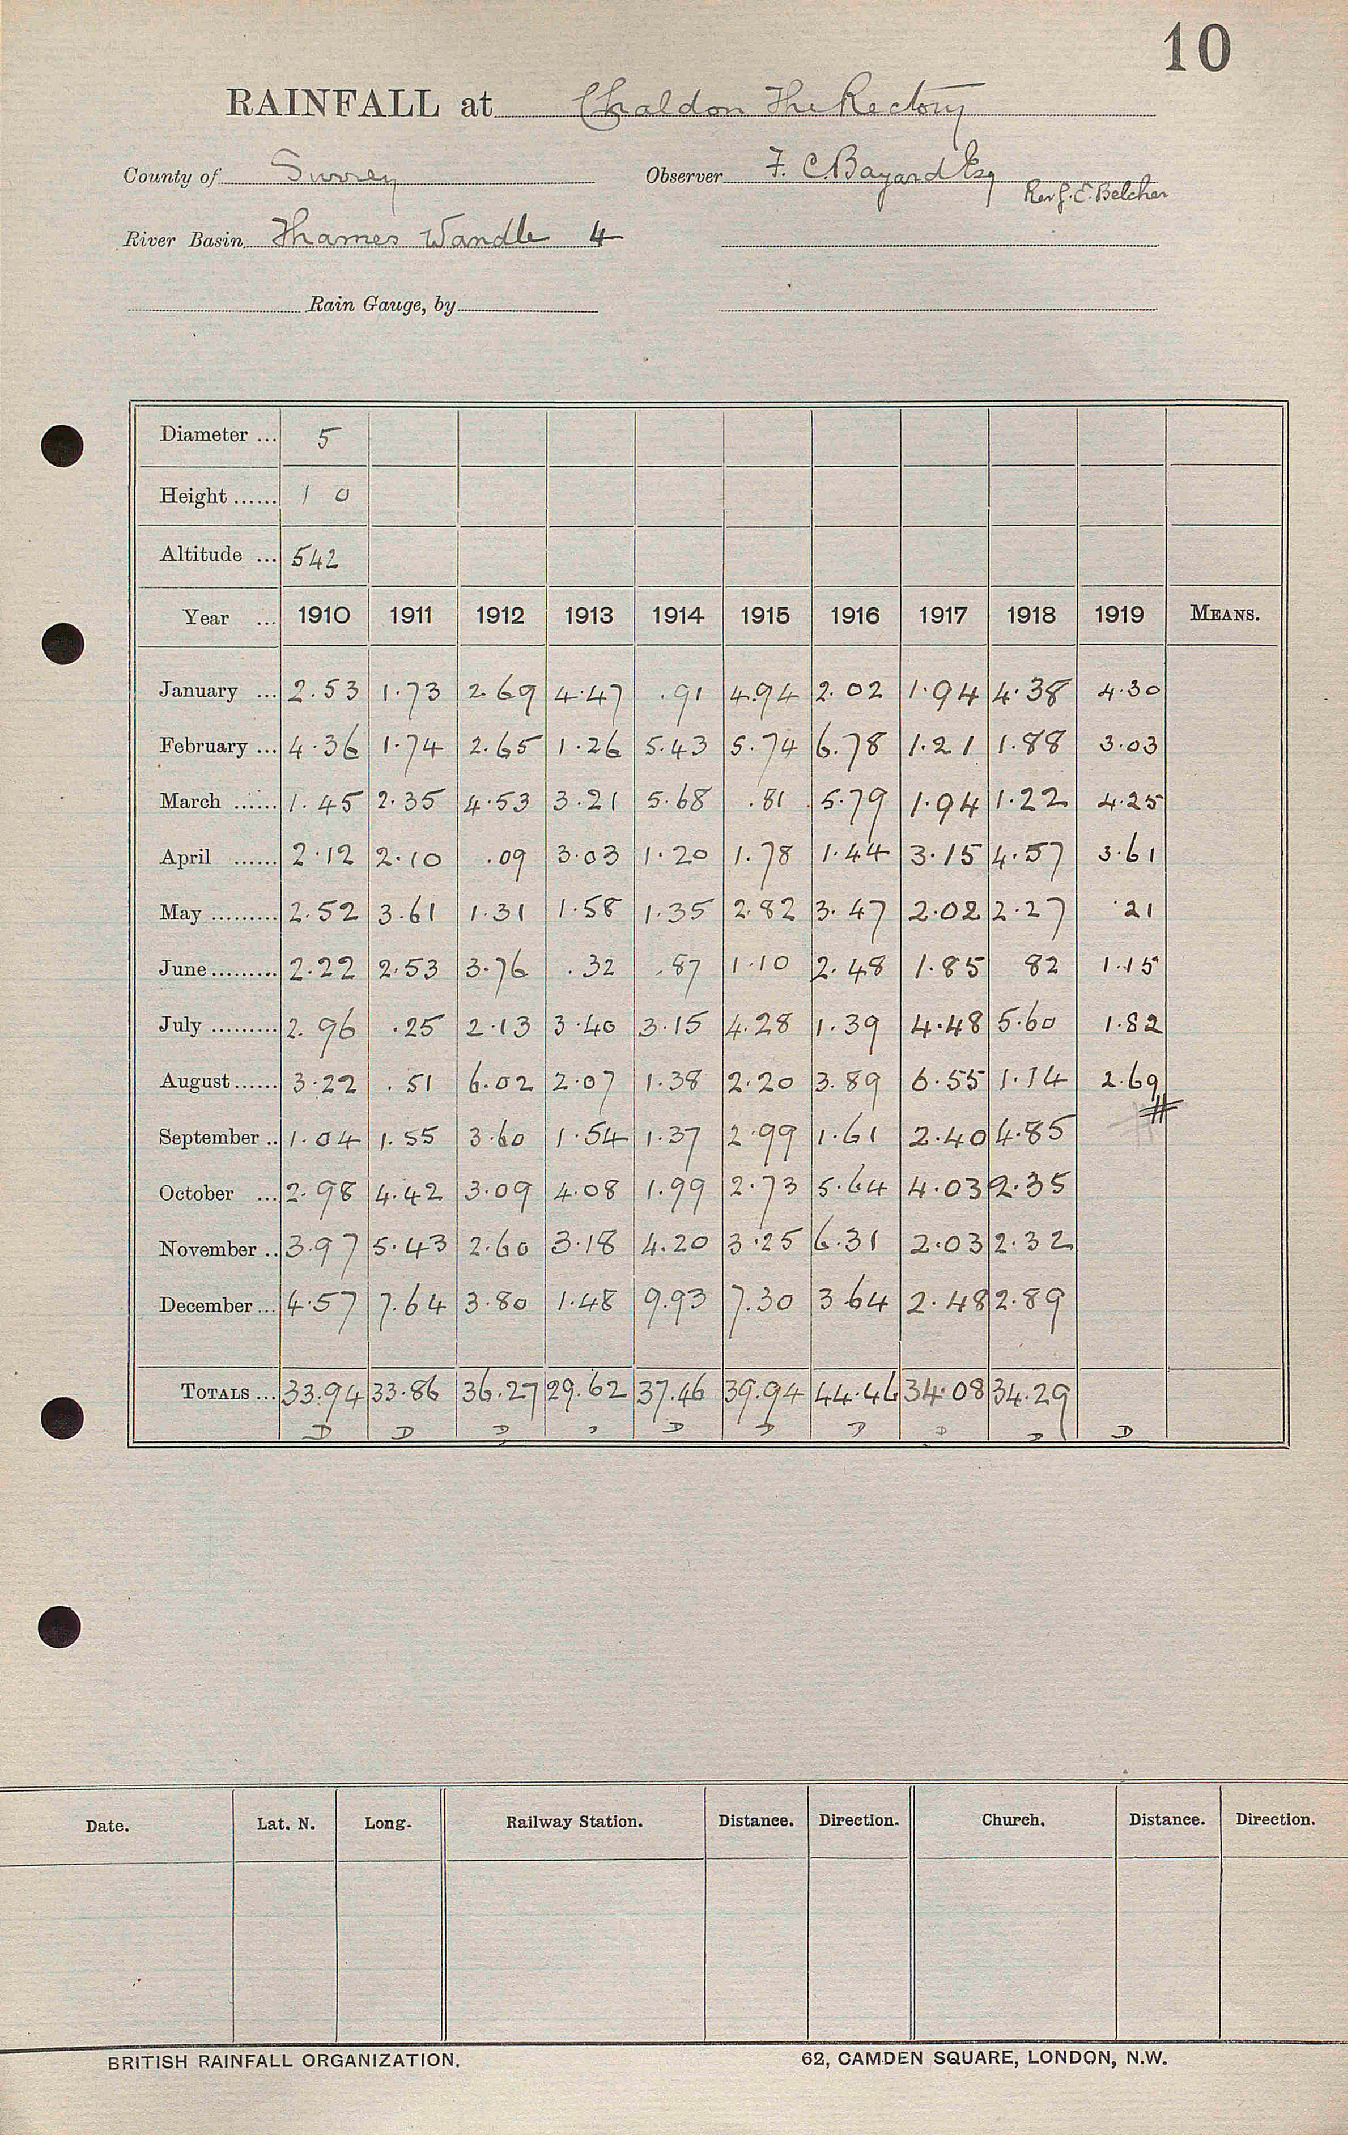 10
RAINFALL at Chaldon The Rectory
County of Surrey Observer F. C Bayard Esq
Rev G. E. Belcher
River Basin Thames Wandle 4
Rain Gauge, by
Diameter ... 5
Height ...... 1 0
Altitude ... 542
Year ... 1910 1911 1912 1913 1914 1915 1916 1917 1918 1919 MEANS.
January ... 2.53 1.73 2.69 4.47 .91 4.94 2.02 1.94 4.38 4.30
February ... 4.36 1.74 2.65 1.26 5.43 5.74 6.78 1.21 1.88 3.03
March ...... 1.45 2.35 4.53 3.21 5.68 .81 5.79 1.94 1.22 4.25
April ...... 2.12 2.10 .09 3.03 1.20 1.78 1.44 3.15 4.57 3.61
May ......... 2.52 3.61 1.31 1.58 1.35 2.82 3.47 2.02 2.27 .21
June ......... 2.22 2.53 3.76 .32 .87 1.10 2.48 1.85 82 1.15
July ......... 2.96 .25 2.13 3.40 3.15 4.28 1.39 4.48 5.60 1.82
August ...... 3.22 .51 6.02 2.07 1.38 2.20 3.89 6.55 1.14 2.69
September .. 1.04 1.55 3.60 1.54 1.37 2.99 1.61 2.40 4.85
October ... 2.98 4.42 3.09 4.08 1.99 2.73 5.64 4.03 2.35
November .. 3.97 5.43 2.60 3.18 4.20 3.25 6.31 2.03 2.32
December ... 4.57 7.64 3.80 1.48 9.93 7.30 3 64 2.48 2.89
TOTALS ... 33.94 33.86 36.27 29.62 37.46 39.94 44.46 34.08 34.29
D D D D D D D D D D
Date. Lat. N. Long. Railway Station. Distance. Direction. Church. Distance. Direction.
BRITISH RAINFALL ORGANIZATION. 62, CAMDEN SQUARE, LONDON, N.W.